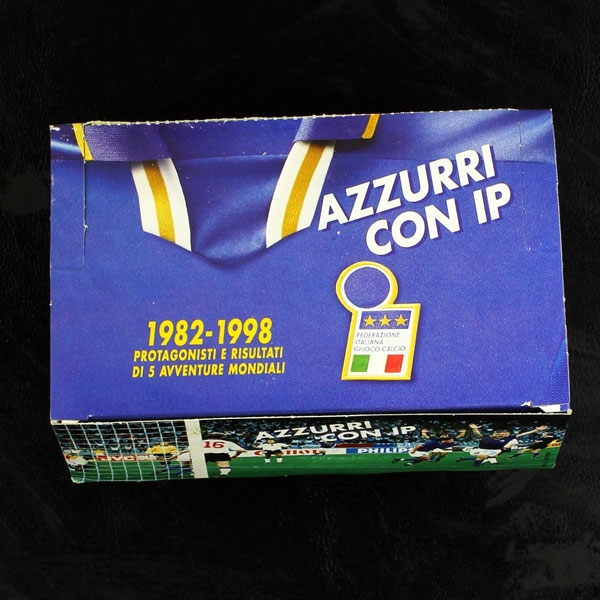 AZZURRI
CON IP
FEDERAZIONE
ITALIANA
GIUOCO CALCIO
1982-1998
PROTAGONISTI E RISULTATI
DI 5 AVVENTURE MONDIALI
AZZURRI
CON IP
16
Canon
PHILIPS